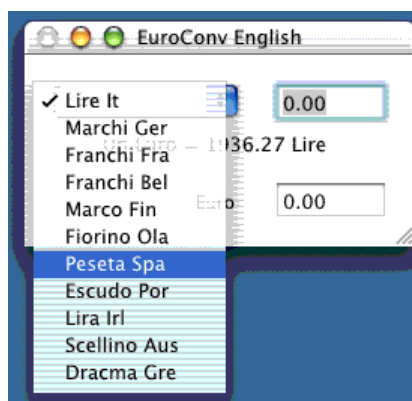 EuroConv English
Lire It
0.00
Marchi Ger
Franchi Fra
1936.27 Lire
Franchi Bel
Marco Fin
Euro
0.00
Fiorino Ola
Peseta Spa
Escudo Por
Lira Irl
Scellino Aus
Dracma Gre